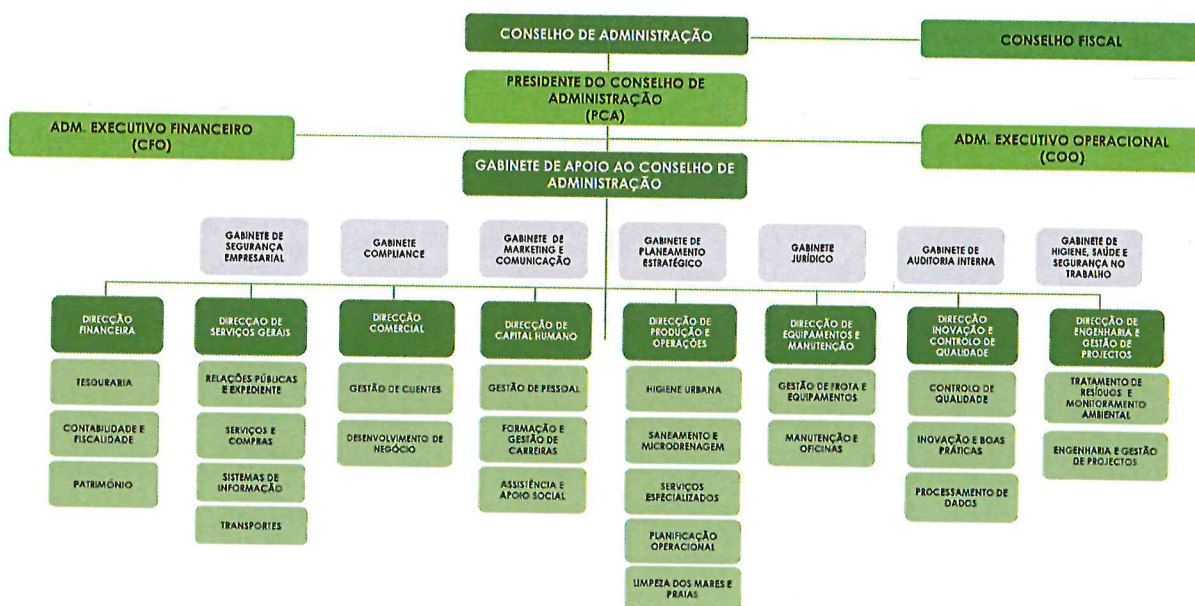 CONSELHO DE ADMINISTRAÇÃO
CONSELHO FISCAL
PRESIDENTE DO CONSELHO DE
ADMINISTRAÇÃO
(PCA)
ADM. EXECUTIVO FINANCEIRO
(CFO)
ADM. EXECUTIVO OPERACIONAL
(COO)
GABINETE DE APOIO AO CONSELHO DE
ADMINISTRAÇÃO
GABINETE DE
SEGURANÇA
EMPRESARIAL
GABINETE
COMPLIANCE
GABINETE DE
MARKETING E
COMUNICAÇÃO
GABINETE DE
PLANEAMENTO
ESTRATÉGICO
GABINETE
JURÍDICO
GABINETE DE
AUDITORIA INTERNA
GABINETE DE
HIGIENE, SAÚDE E
SEGURANÇA NO
TRABALHO
DIRECÇÃO
FINANCEIRA
DIRECÇAO DE
SERVIÇOS GERAIS
DIRECÇÃO
COMERCIAL
DIRECÇÃO DE
CAPITAL HUMANO
DIRECÇÃO DE
PRODUÇÃO E
OPERAÇÕES
DIRECÇÃO DE
EQUIPAMENTOS E
MANUTENÇÃO
DIRECÇÃO
INOVAÇÃO E
CONTROLO DE
QUALIDADE
DIRECÇÃO DE
ENGENHARIA E
GESTÃO DE
PROJECTOS
TESOURARIA
CONTABILIDADE E
FISCALIDADE
PATRIMÓNIO
RELAÇÕES PÚBLICAS
E EXPEDIENTE
SERVIÇOS E
COMPRAS
SISTEMAS DE
INFORMAÇÃO
TRANSPORTES
GESTÃO DE CLIENTES
DESENVOLVIMENTO DE
NEGÓCIO
GESTÃO DE PESSOAL
FORMAÇÃO E
GESTÃO DE
CARREIRAS
ASSISTÊNCIA E
APOIO SOCIAL
HIGIENE URBANA
SANEAMENTO E
MICRODRENAGEM
SERVIÇOS
ESPECIALIZADOS
PLANIFICAÇÃO
OPERACIONAL
LIMPEZA DOS MARES E
PRAIAS
GESTÃO DE FROTA E
EQUIPAMENTOS
MANUTENÇÃO E
OFICINAS
CONTROLO DE
QUALIDADE
INOVAÇÃO E BOAS
PRÁTICAS
PROCESSAMENTO DE
DADOS
TRATAMENTO DE
RESÍDUOS E
MONITORAMENTO
AMBIENTAL
ENGENHARIA E GESTÃO
DE PROJECTOS